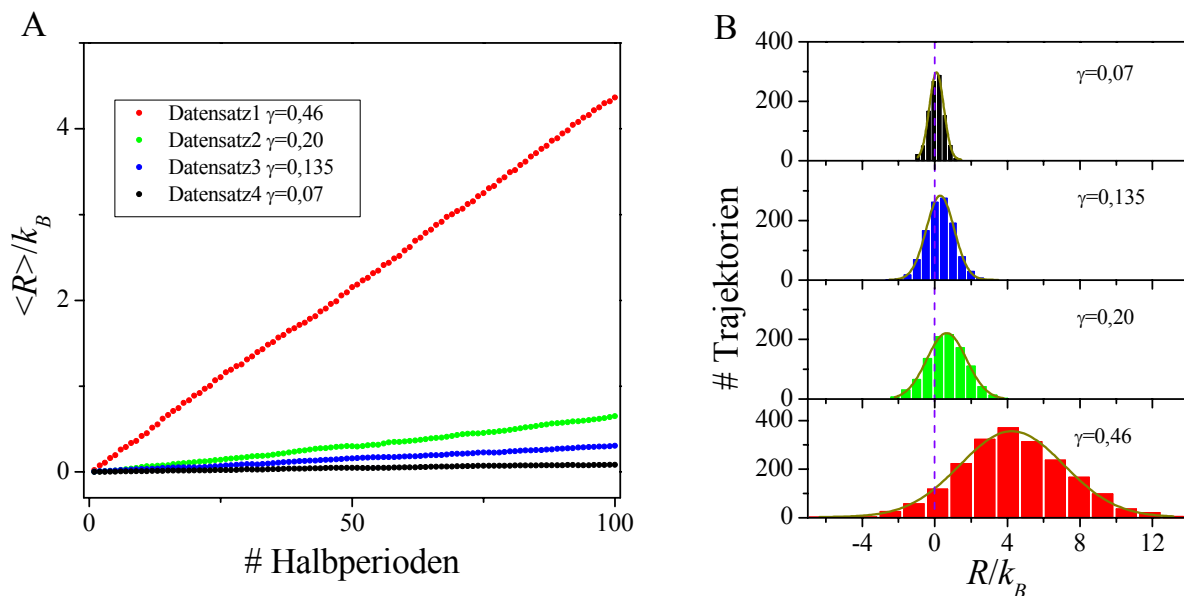 A
4
2
0
<R>/k_B
Datensatz1 γ=0,46
Datensatz2 γ=0,20
Datensatz3 γ=0,135
Datensatz4 γ=0,07
0
50
100
# Halbperioden
B
400
200
0
γ=0,07
200
0
γ=0,135
200
0
γ=0,20
400
200
0
γ=0,46
# Trajektorien
-4
0
4
8
12
R/k_B